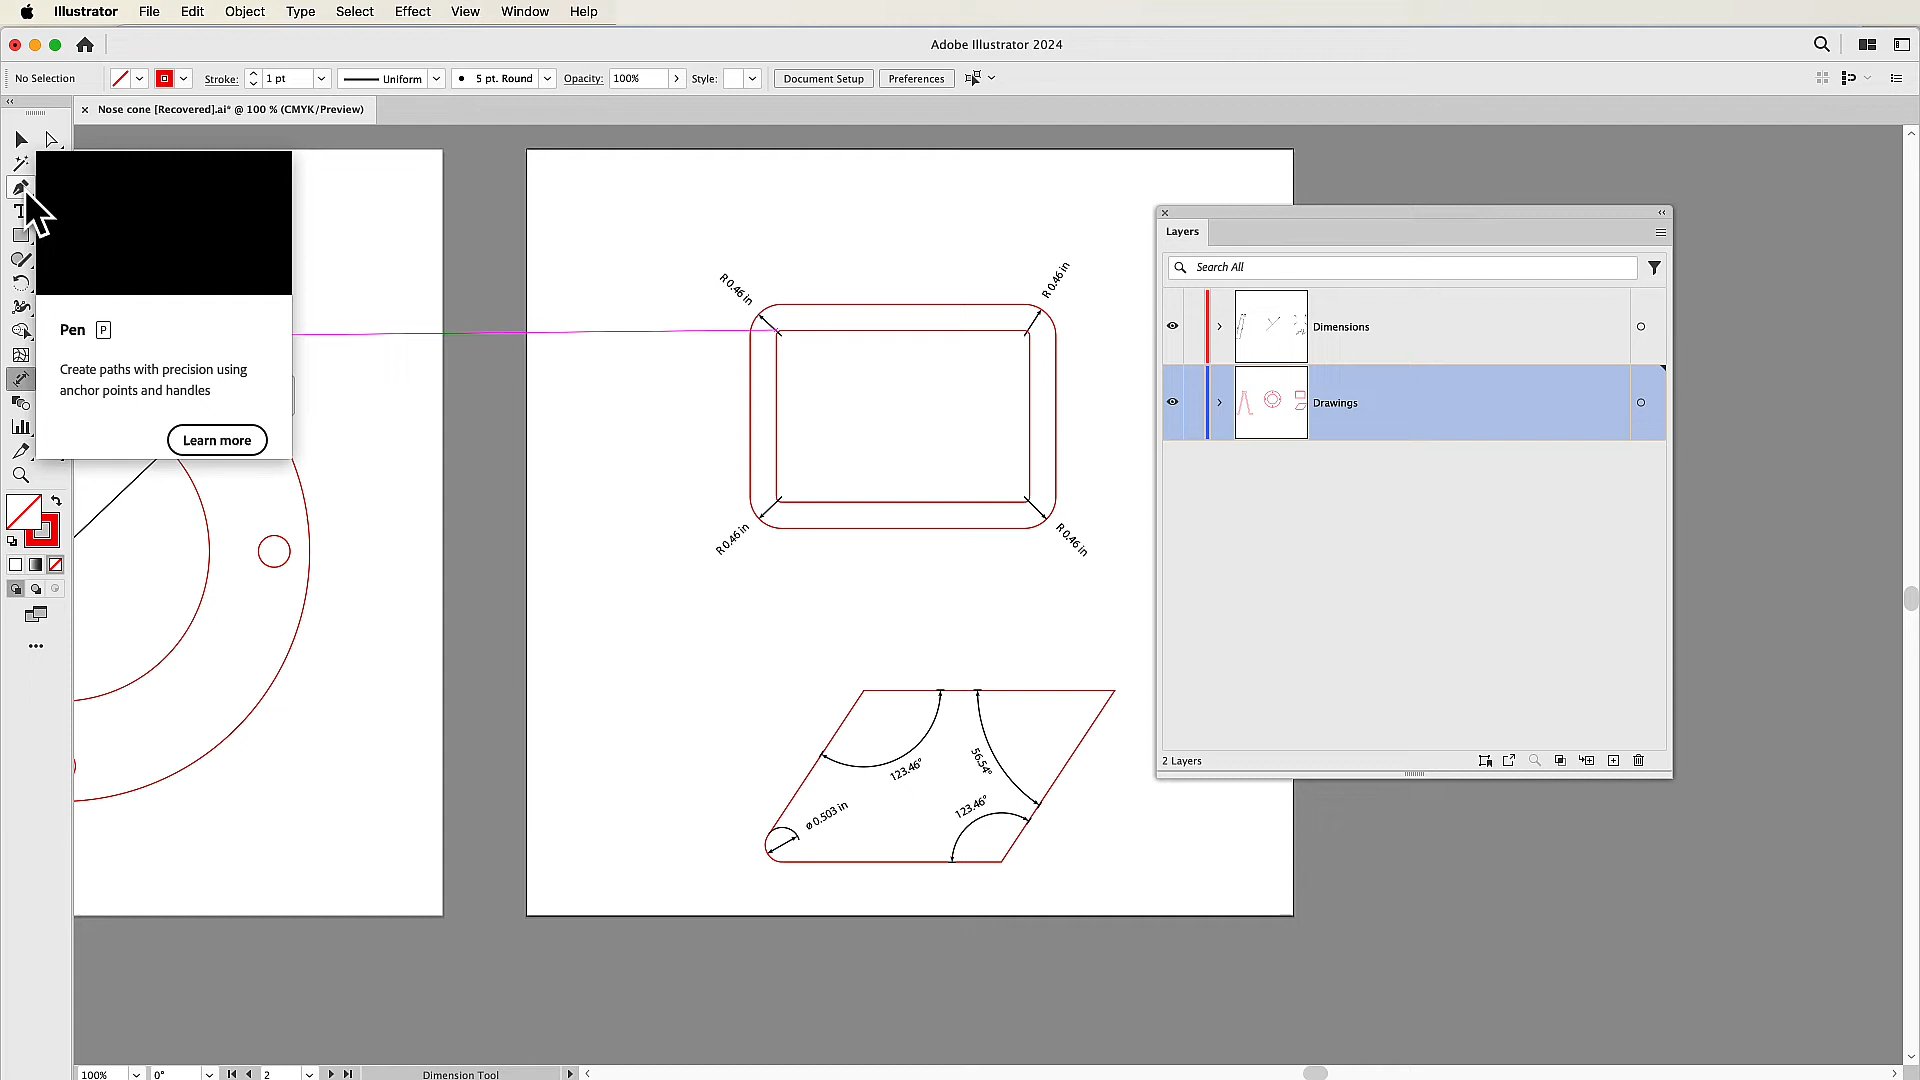 Illustrator File Edit Object Type Select Effect View Window Help
Adobe Illustrator 2024
No Selection Stroke: 1 pt Uniform 5 pt. Round Opacity: 100% Style: Document Setup Preferences
Nose cone [Recovered].ai* @ 100 % (CMYK/Preview)
Layers
Search All
Dimensions
Drawings
2 Layers
Pen P
Create paths with precision using
anchor points and handles
Learn more
R 0.46 in
R 0.46 in
R 0.46 in
R 0.46 in
123.46°
56.54°
ø 0.503 in
123.46°
100% 0° 2 Dimension Tool